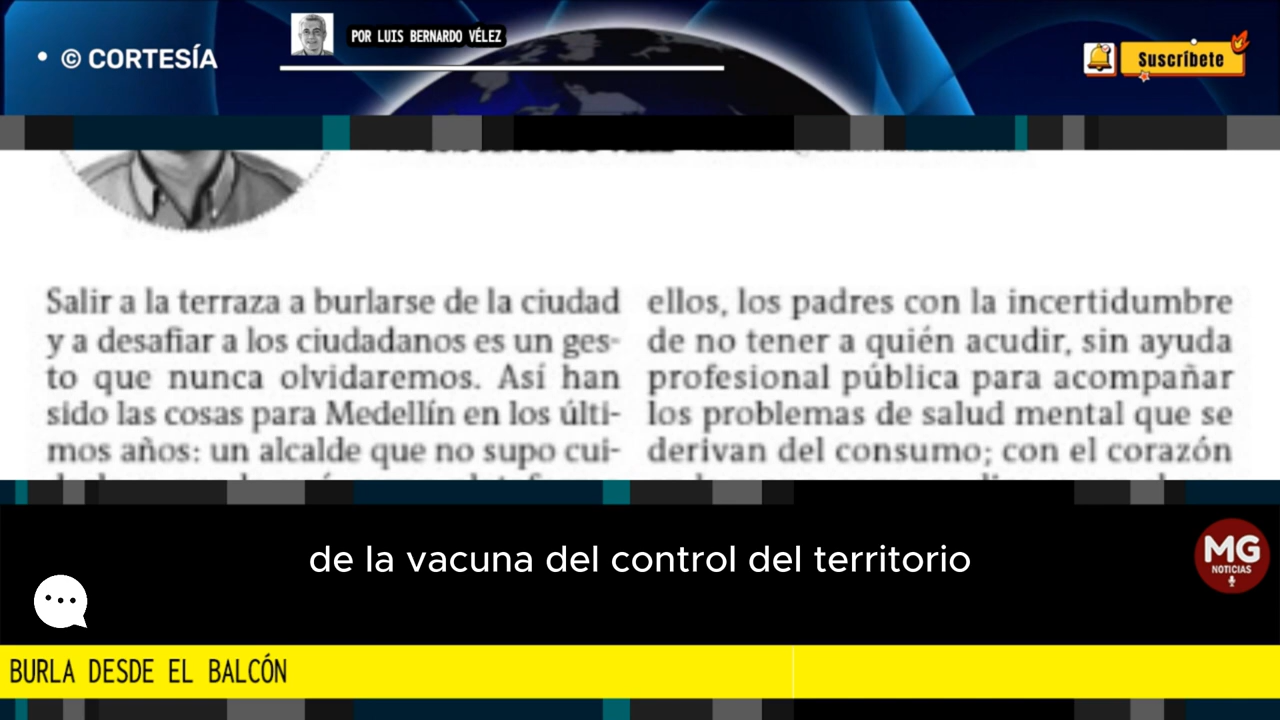 • © CORTESÍA
POR LUIS BERNARDO VÉLEZ
Suscríbete
Salir a la terraza a burlarse de la ciudad
y a desafiar a los ciudadanos es un ges-
to que nunca olvidaremos. Así han
sido las cosas para Medellín en los últi-
mos años: un alcalde que no supo cui-
ellos, los padres con la incertidumbre
de no tener a quién acudir, sin ayuda
profesional pública para acompañar
los problemas de salud mental que se
derivan del consumo; con el corazón
de la vacuna del control del territorio
MG
NOTICIAS
BURLA DESDE EL BALCÓN